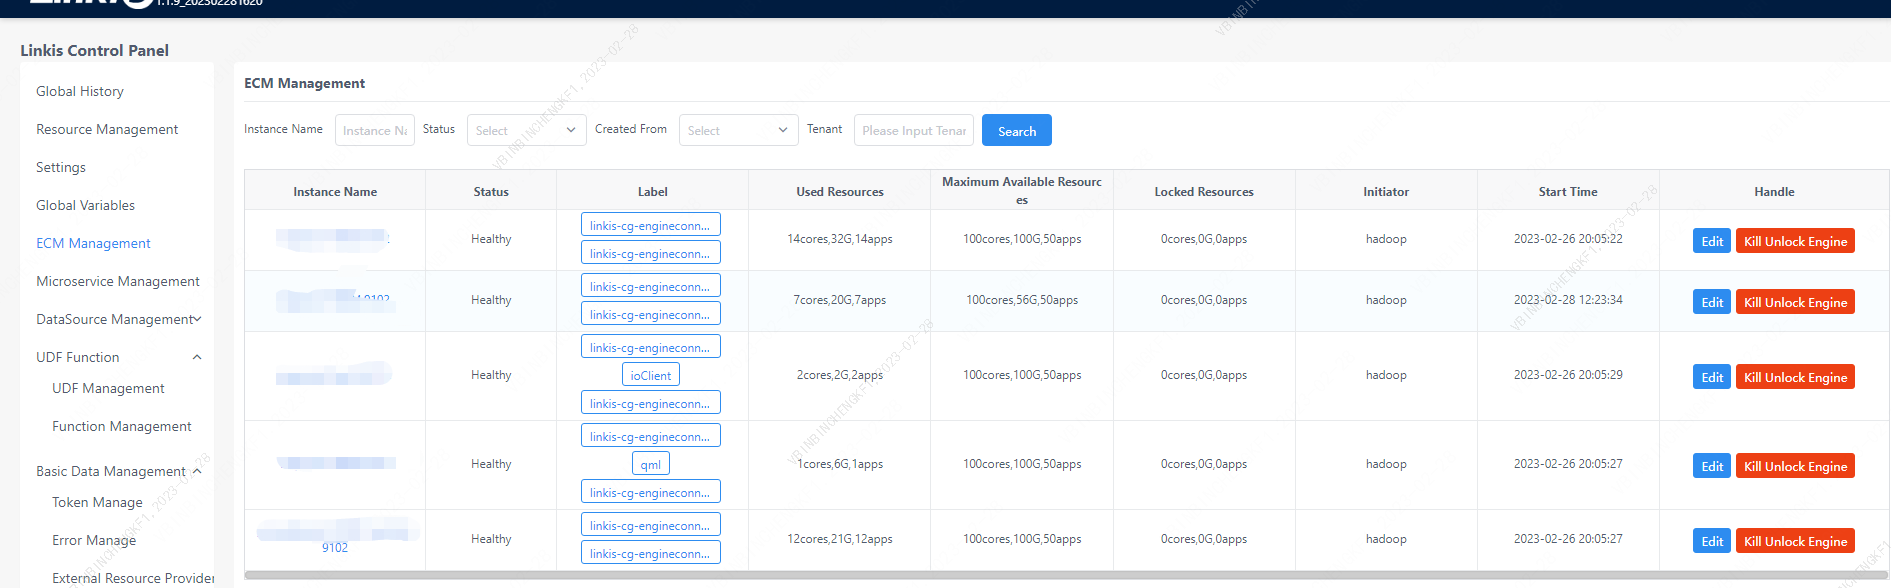 1.1.9_202302281620
Linkis Control Panel
Global History
Resource Management
Settings
Global Variables
ECM Management
Microservice Management
DataSource Management
UDF Function
UDF Management
Function Management
Basic Data Management
Token Manage
Error Manage
External Resource Provider
ECM Management
Instance Name Instance Na Status Select Created From Select Tenant Please Input Tenan Search
Instance Name Status Label Used Resources Maximum Available Resourc
es Locked Resources Initiator Start Time Handle
Healthy linkis-cg-engineconn... 14cores,32G,14apps 100cores,100G,50apps 0cores,0G,0apps hadoop 2023-02-26 20:05:22 Edit Kill Unlock Engine
linkis-cg-engineconn...
9102 Healthy linkis-cg-engineconn... 7cores,20G,7apps 100cores,56G,50apps 0cores,0G,0apps hadoop 2023-02-28 12:23:34 Edit Kill Unlock Engine
linkis-cg-engineconn...
linkis-cg-engineconn...
Healthy ioClient 2cores,2G,2apps 100cores,100G,50apps 0cores,0G,0apps hadoop 2023-02-26 20:05:29 Edit Kill Unlock Engine
linkis-cg-engineconn...
linkis-cg-engineconn...
Healthy qml 1cores,6G,1apps 100cores,100G,50apps 0cores,0G,0apps hadoop 2023-02-26 20:05:27 Edit Kill Unlock Engine
linkis-cg-engineconn...
linkis-cg-engineconn...
9102 Healthy linkis-cg-engineconn... 12cores,21G,12apps 100cores,100G,50apps 0cores,0G,0apps hadoop 2023-02-26 20:05:27 Edit Kill Unlock Engine